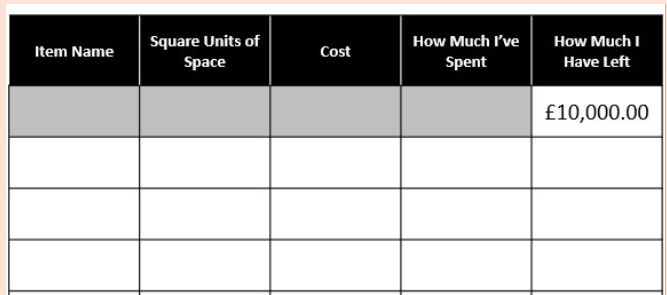 Item Name
Square Units of
Space
Cost
How Much I've
Spent
How Much I
Have Left
£10,000.00